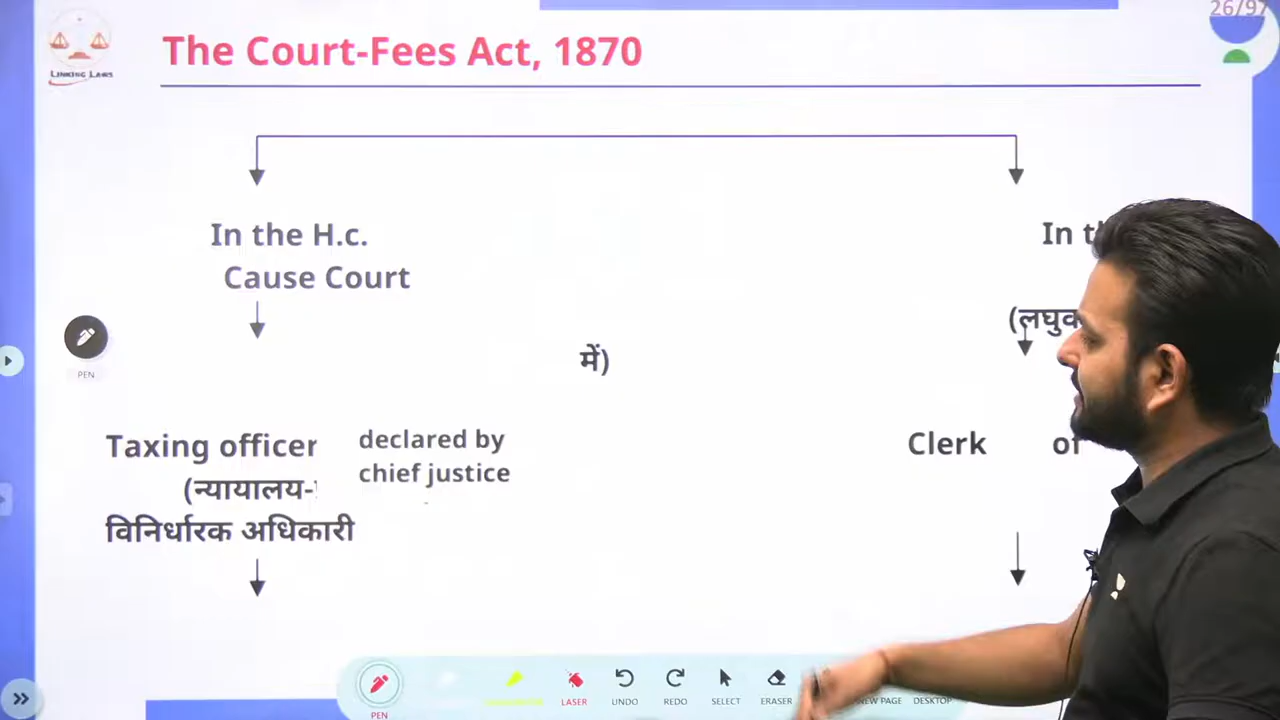 26/97
LINKING LAWS
The Court-Fees Act, 1870
In the H.c.
Cause Court
In
(लघु
में)
PEN
Taxing officer
declared by
chief justice
(न्यायालय-
विनिर्धारक अधिकारी
Clerk of
PEN
LASER
UNDO
REDO
SELECT
ERASER
NEW PAGE
DESKTOP